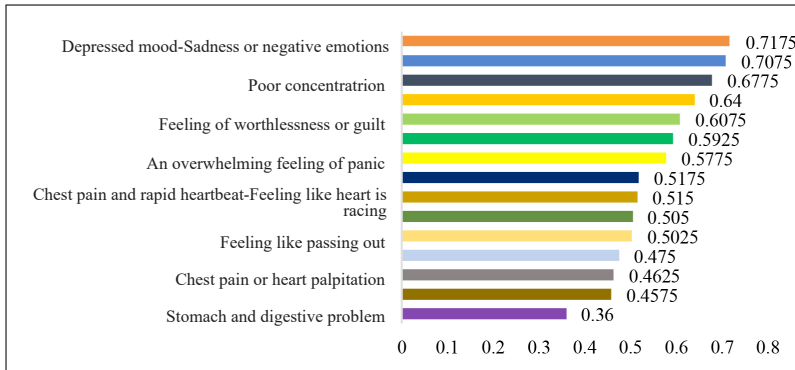 Depressed mood-Sadness or negative emotions 0.7175
0.7075
Poor concentratrion 0.6775
0.64
Feeling of worthlessness or guilt 0.6075
0.5925
An overwhelming feeling of panic 0.5775
0.5175
Chest pain and rapid heartbeat-Feeling like heart is
racing
0.515
0.505
Feeling like passing out 0.5025
0.475
Chest pain or heart palpitation 0.4625
0.4575
Stomach and digestive problem 0.36
0 0.1 0.2 0.3 0.4 0.5 0.6 0.7 0.8